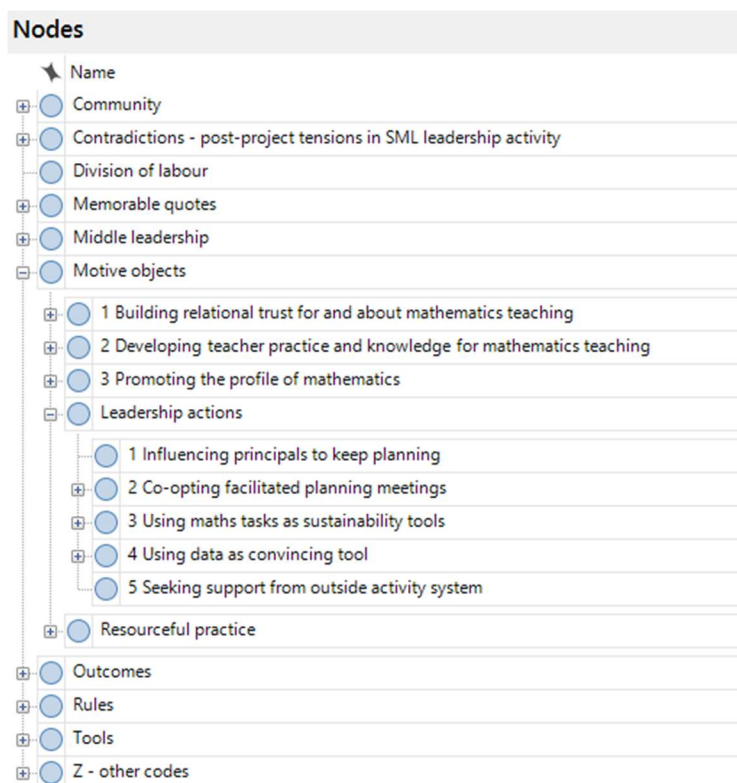 Nodes
Name
Community
Contradictions - post-project tensions in SML leadership activity
Division of labour
Memorable quotes
Middle leadership
Motive objects
1 Building relational trust for and about mathematics teaching
2 Developing teacher practice and knowledge for mathematics teaching
3 Promoting the profile of mathematics
Leadership actions
1 Influencing principals to keep planning
2 Co-opting facilitated planning meetings
3 Using maths tasks as sustainability tools
4 Using data as convincing tool
5 Seeking support from outside activity system
Resourceful practice
Outcomes
Rules
Tools
Z - other codes